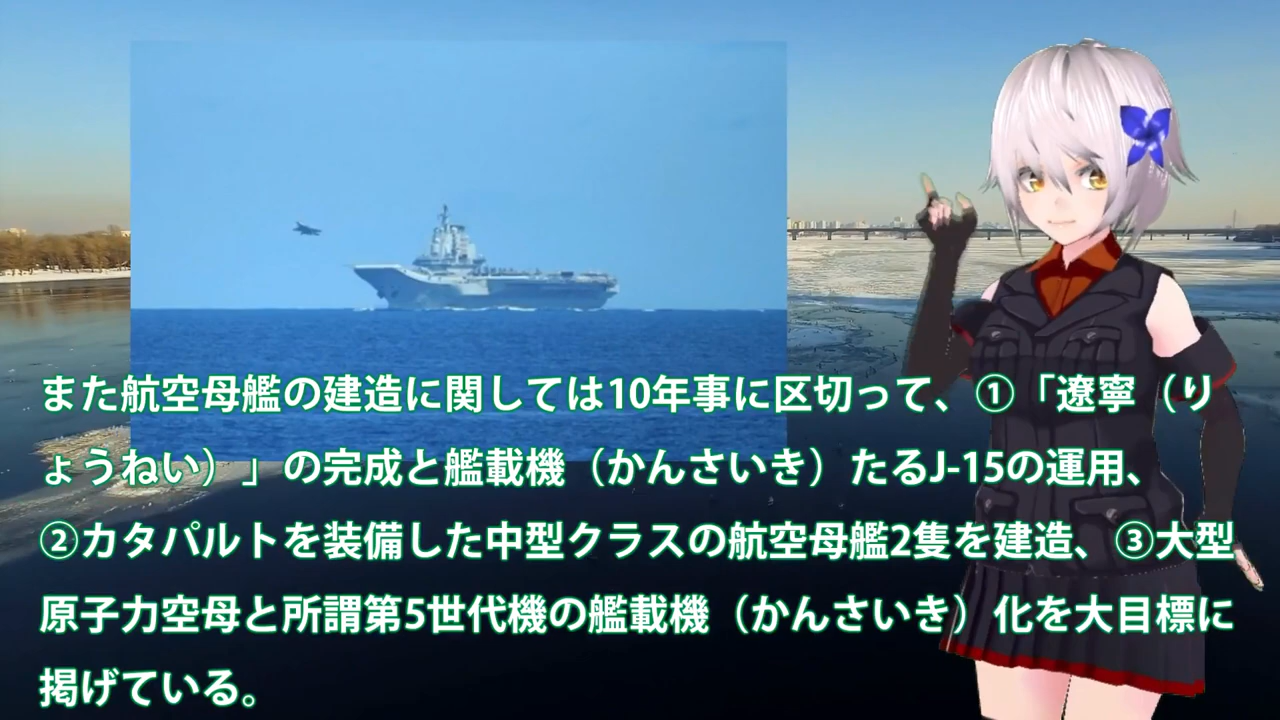 また航空母艦の建造に関しては10年事に区切って、①「遼寧（り
ょうねい）」の完成と艦載機（かんさいき）たるJ-15の運用、
②カタパルトを装備した中型クラスの航空母艦2隻を建造、③大型
原子力空母と所謂第5世代機の艦載機（かんさいき）化を大目標に
掲げている。